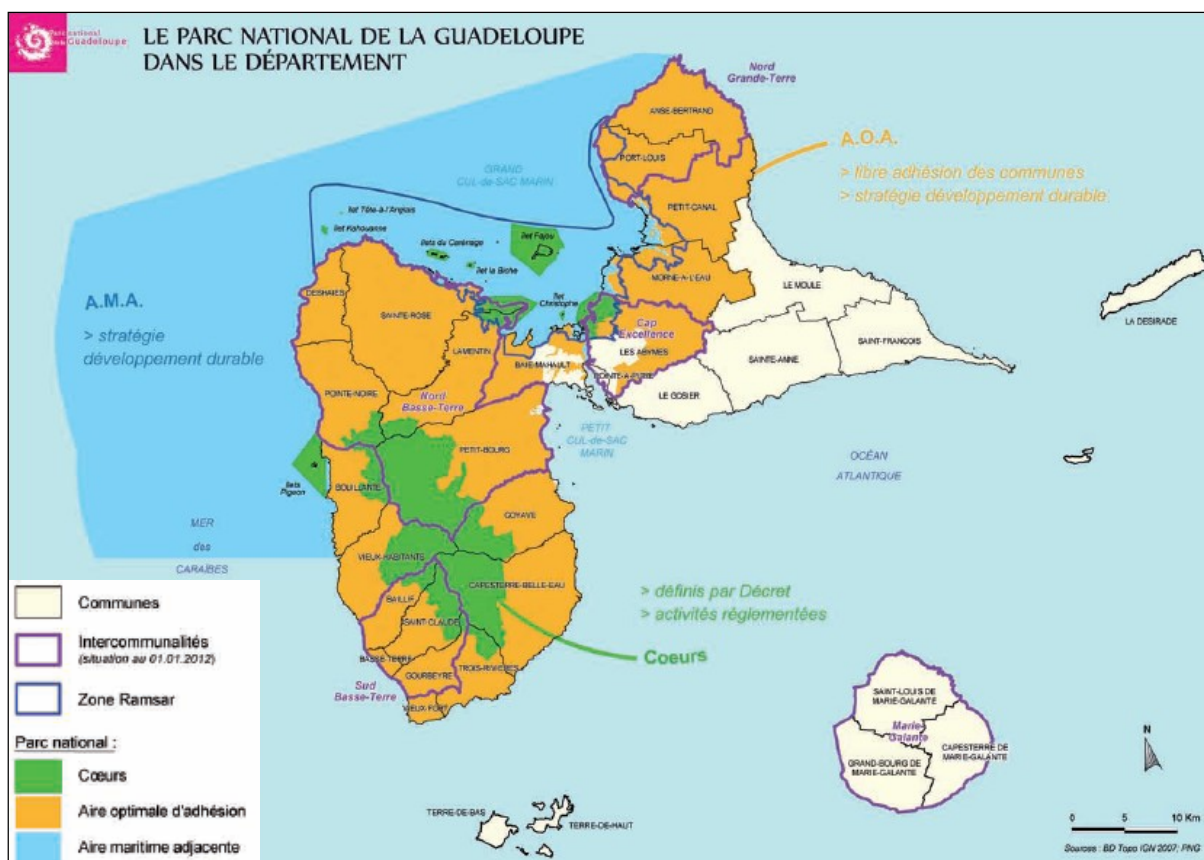 Parc national
de la Guadeloupe
LE PARC NATIONAL DE LA GUADELOUPE
DANS LE DÉPARTEMENT
Nord
Grande-Terre
ANSE-BERTRAND
PORT-LOUIS
A.O.A.
> libre adhésion des communes
> stratégie développement durable
GRAND
CUL-de-SAC MARIN
PETIT-CANAL
Ilet Tête-à-l'Anglais
Ilet Kahouanne
Ilets du Carénage
Ilet Fajou
Ilet la Biche
Ilet
Christophe
MORNE-A-L'EAU
LE MOULE
LA DESIRADE
A.M.A.
> stratégie
développement durable
DESHAIES
SAINTE-ROSE
LAMENTIN
Cap
Excellence
LES ABYMES
BAIE-MAHAULT
POINTE-A-PITRE
SAINTE-ANNE
SAINT-FRANÇOIS
LE GOSIER
POINTE-NOIRE
Nord
Basse-Terre
PETIT-BOURG
PETIT
CUL-de-SAC
MARIN
OCÉAN
ATLANTIQUE
Ilets
Pigeon
BOUILLANTE
GOYAVE
MER
des
CARAÏBES
VIEUX-HABITANTS
CAPESTERRE-BELLE-EAU
> définis par Décret
> activités réglementées
Coeurs
BAILLIF
SAINT-CLAUDE
BASSE-TERRE
GOURBEYRE
TROIS-RIVIERES
Sud
Basse-Terre
VIEUX-FORT
Communes
Intercommunalités
(situation au 01.01.2012)
Zone Ramsar
Parc national :
Cœurs
Aire optimale d'adhésion
Aire maritime adjacente
SAINT-LOUIS DE
MARIE-GALANTE
Marie-
Galante
CAPESTERRE DE
MARIE-GALANTE
GRAND-BOURG DE
MARIE-GALANTE
TERRE-DE-BAS
TERRE-DE-HAUT
N
0 5 10 Km
Sources : BD Topo IGN 2007; PNG